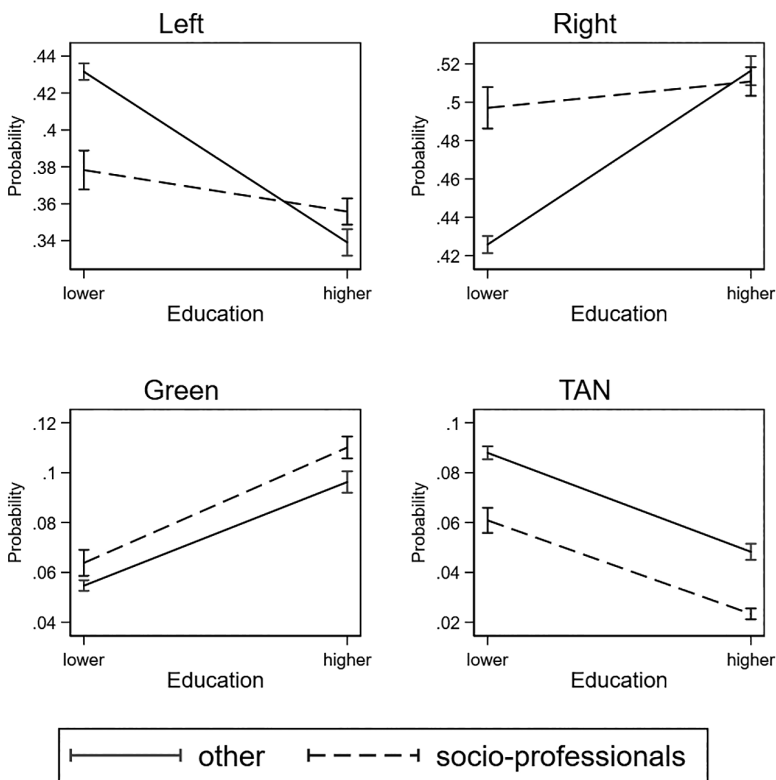 Left
Right
.44
.42
.4
.38
.36
.34
Probability
lower
higher
Education
.52
.5
.48
.46
.44
.42
Probability
lower
higher
Education
Green
TAN
.12
.1
.08
.06
.04
Probability
lower
higher
Education
.1
.08
.06
.04
.02
Probability
lower
higher
Education
other
socio-professionals